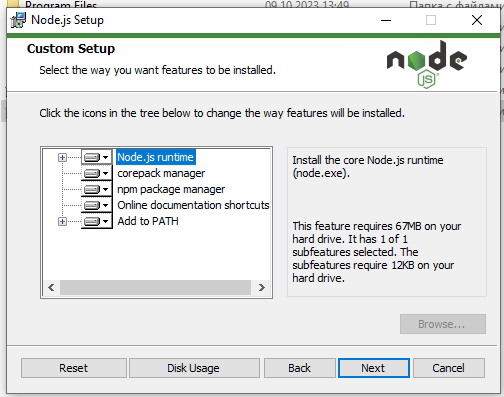 Program Files
09.10.2023 13:49
Папка с файлами
Node.js Setup
Custom Setup
Select the way you want features to be installed.
node
JS
Click the icons in the tree below to change the way features will be installed.
Node.js runtime
corepack manager
npm package manager
Online documentation shortcuts
Add to PATH
Install the core Node.js runtime
(node.exe).
This feature requires 67MB on your
hard drive. It has 1 of 1
subfeatures selected. The
subfeatures require 12KB on your
hard drive.
Browse...
Reset
Disk Usage
Back
Next
Cancel